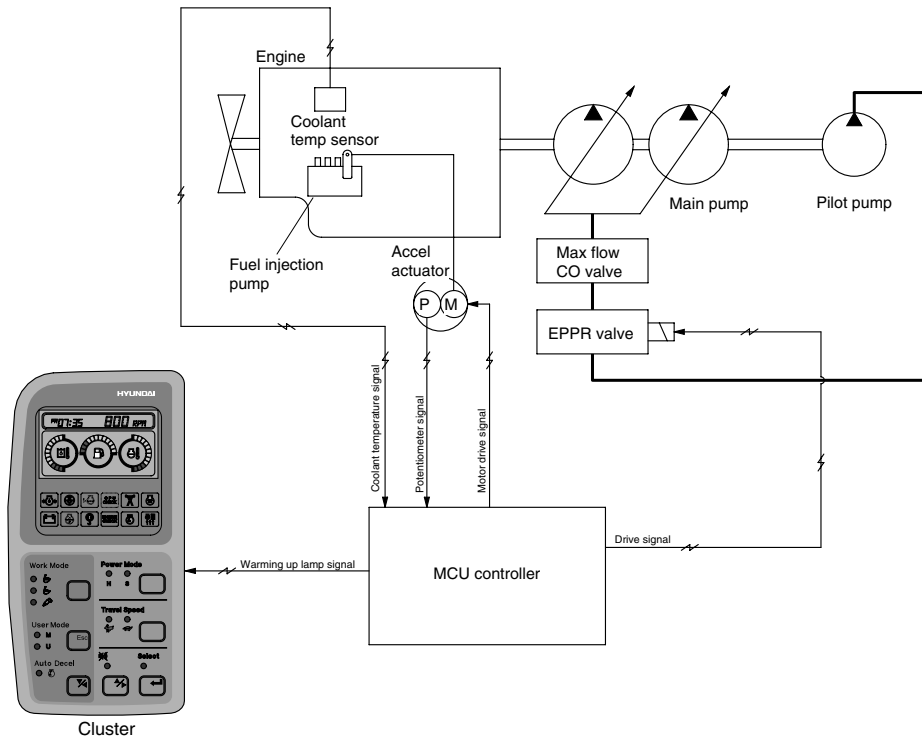 Engine
Coolant
temp sensor
Fuel injection
pump
Accel
actuator
P M
Main pump
Pilot pump
Max flow
CO valve
EPPR valve
Coolant temperature signal
Potentiometer signal
Motor drive signal
Drive signal
MCU controller
Warming up lamp signal
HYUNDAI
PM 07:35 800 RPM
Work Mode
Power Mode
H S
Travel Speed
User Mode
M
U
Esc
Auto Decel
Select
Cluster